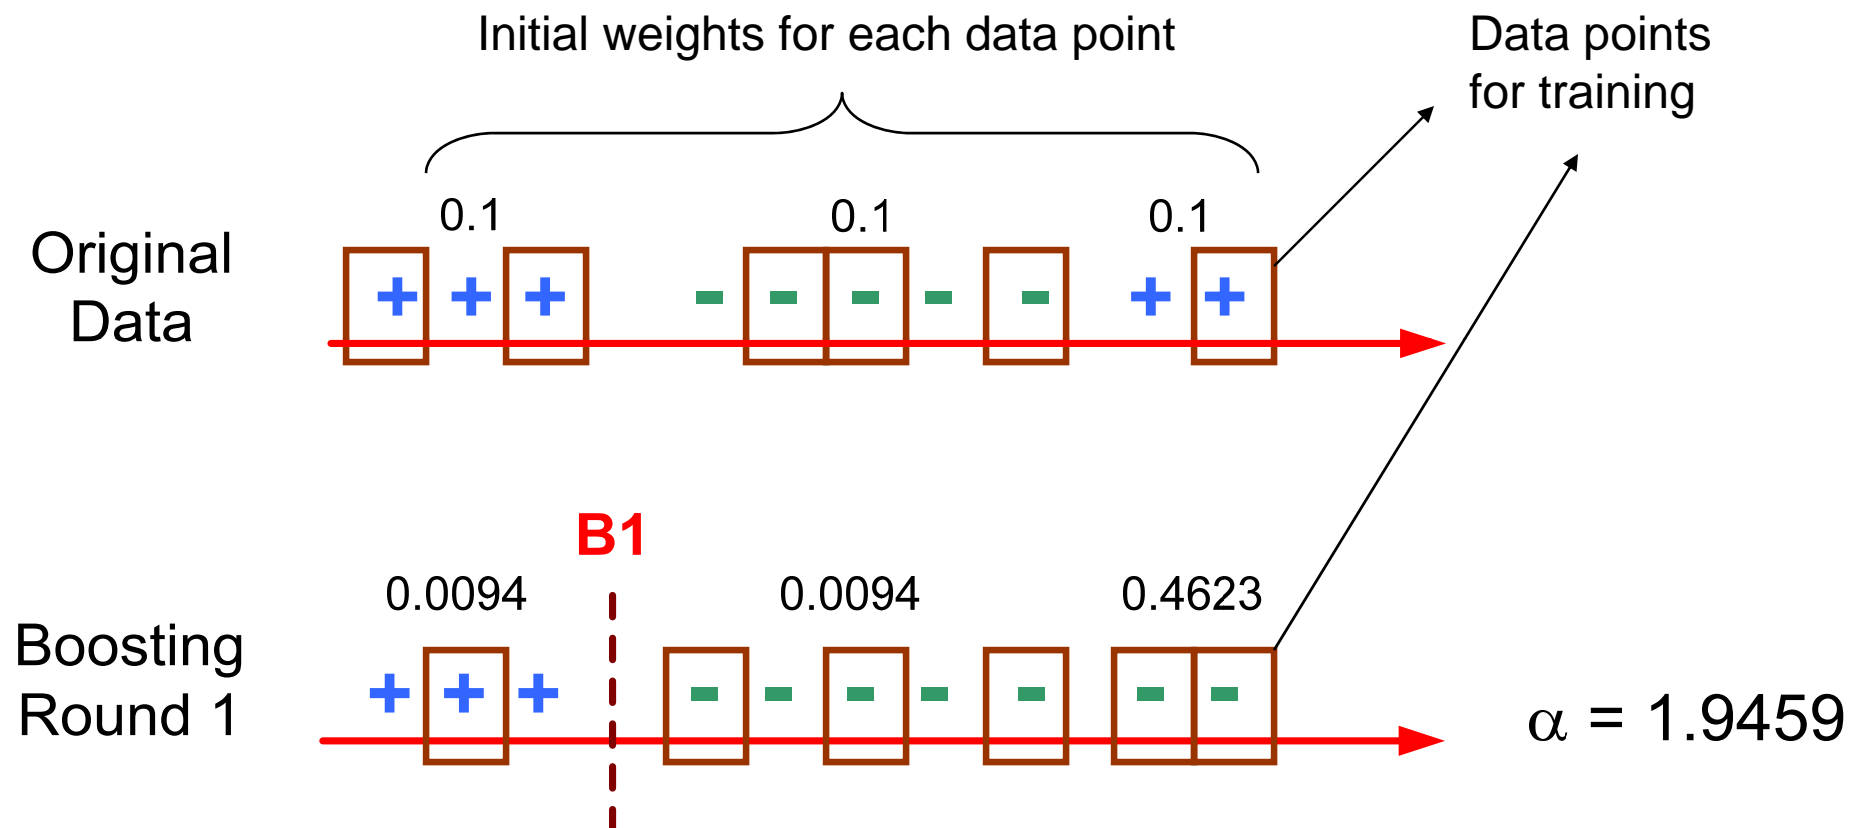 Initial weights for each data point
Data points
for training
0.1 0.1 0.1
Original
Data
+ + + - - - - - + +
B1
0.0094 0.0094 0.4623
Boosting
Round 1
+ + + - - - - - - -
α = 1.9459